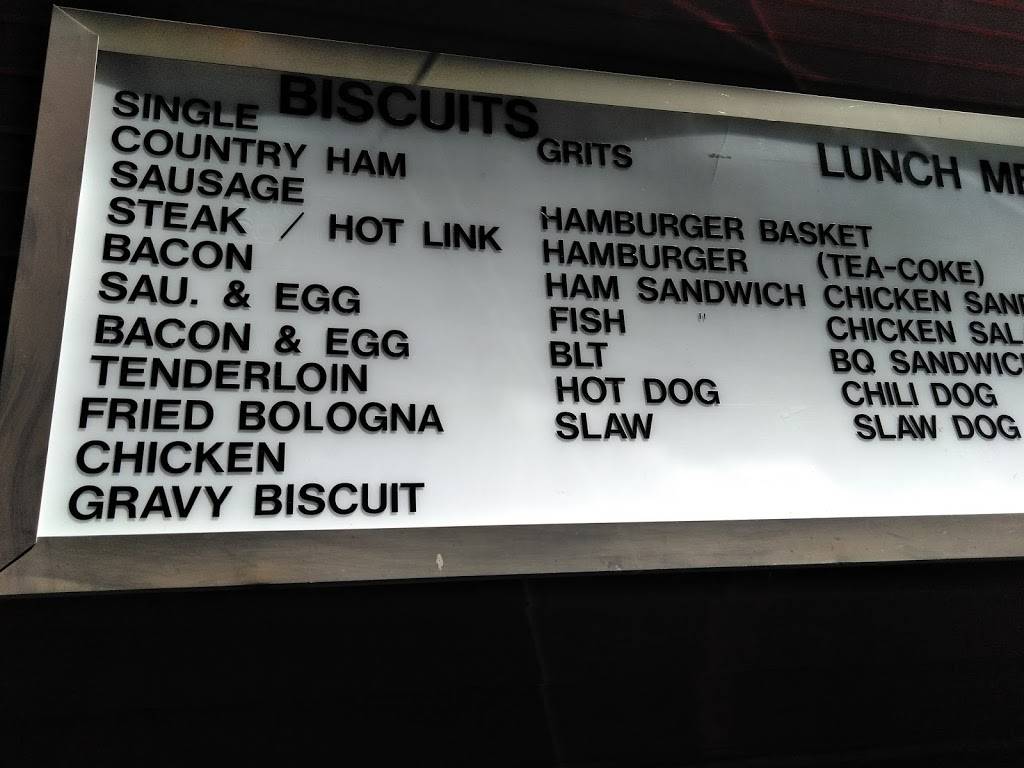 BISCUITS
SINGLE
COUNTRY HAM
SAUSAGE
STEAK / HOT LINK
BACON
SAU. & EGG
BACON & EGG
TENDERLOIN
FRIED BOLOGNA
CHICKEN
GRAVY BISCUIT
GRITS
LUNCH
HAMBURGER BASKET
HAMBURGER (TEA-COKE)
HAM SANDWICH
FISH
BLT
HOT DOG
SLAW
CHICKEN
CHICKEN
BQ
CHILI DOG
SLAW DOG